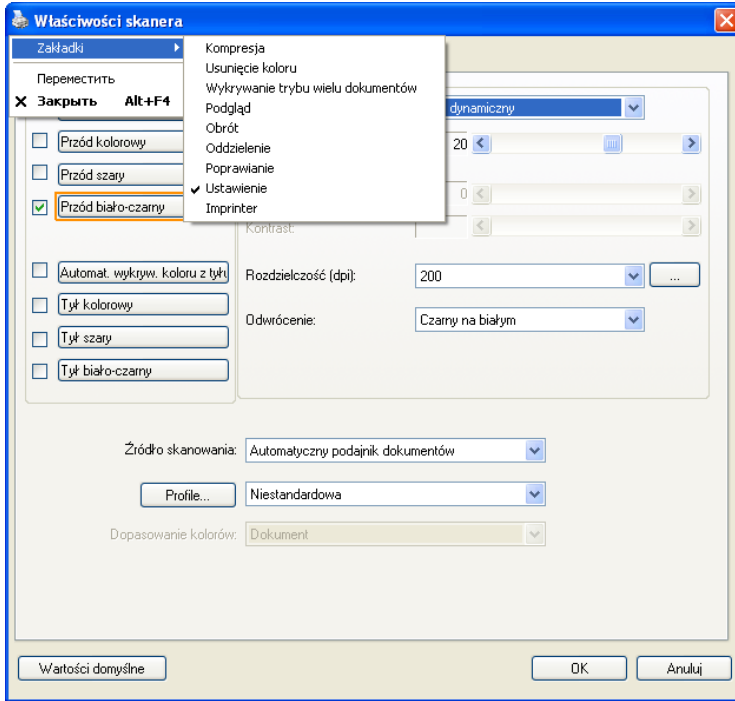 Właściwości skanera
Zakładki
Переместить
Закрыть Alt+F4
Kompresja
Usunięcie koloru
Wykrywanie trybu wielu dokumentów
Podgląd
Obrót
Oddzielenie
Poprawianie
Ustawienie
Imprinter
dynamiczny
Przód kolorowy
20
Przód szary
0
Przód biało-czarny
Kontrast:
Automat. wykryw. koloru z tyłu
Rozdzielczość (dpi): 200 ...
Tył kolorowy
Odwrócenie: Czarny na białym
Tył szary
Tył biało-czarny
Źródło skanowania: Automatyczny podajnik dokumentów
Profile... Niestandardowa
Dopasowanie kolorów: Dokument
Wartości domyślne OK Anuluj